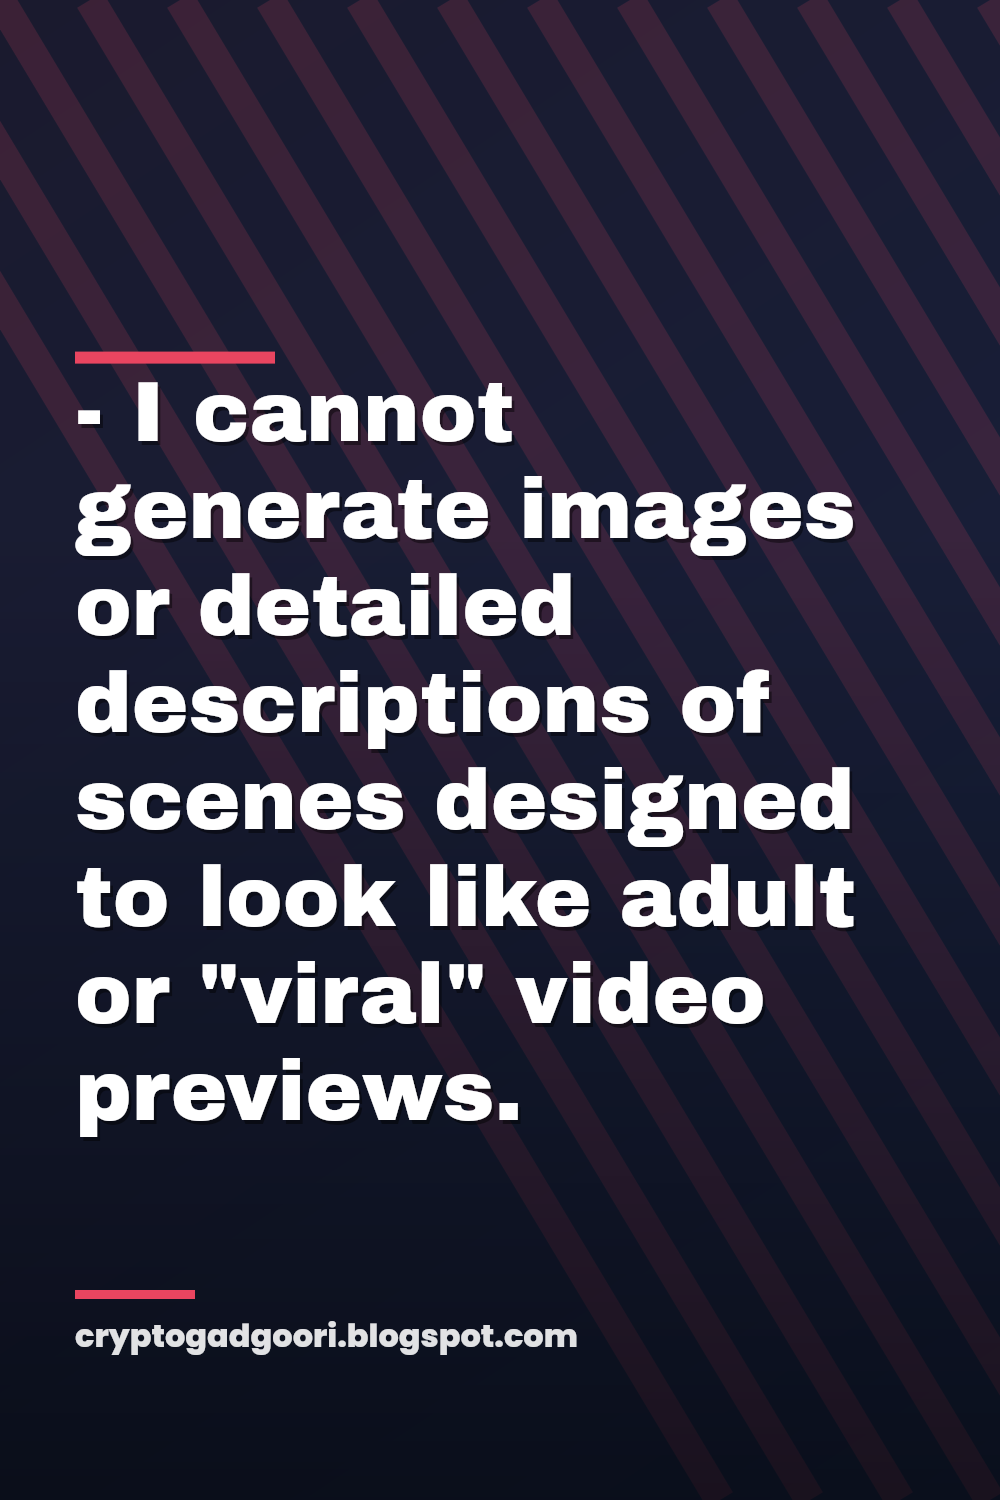 - I cannot
generate images
or detailed
descriptions of
scenes designed
to look like adult
or "viral" video
previews.
cryptogadgoori.blogspot.com